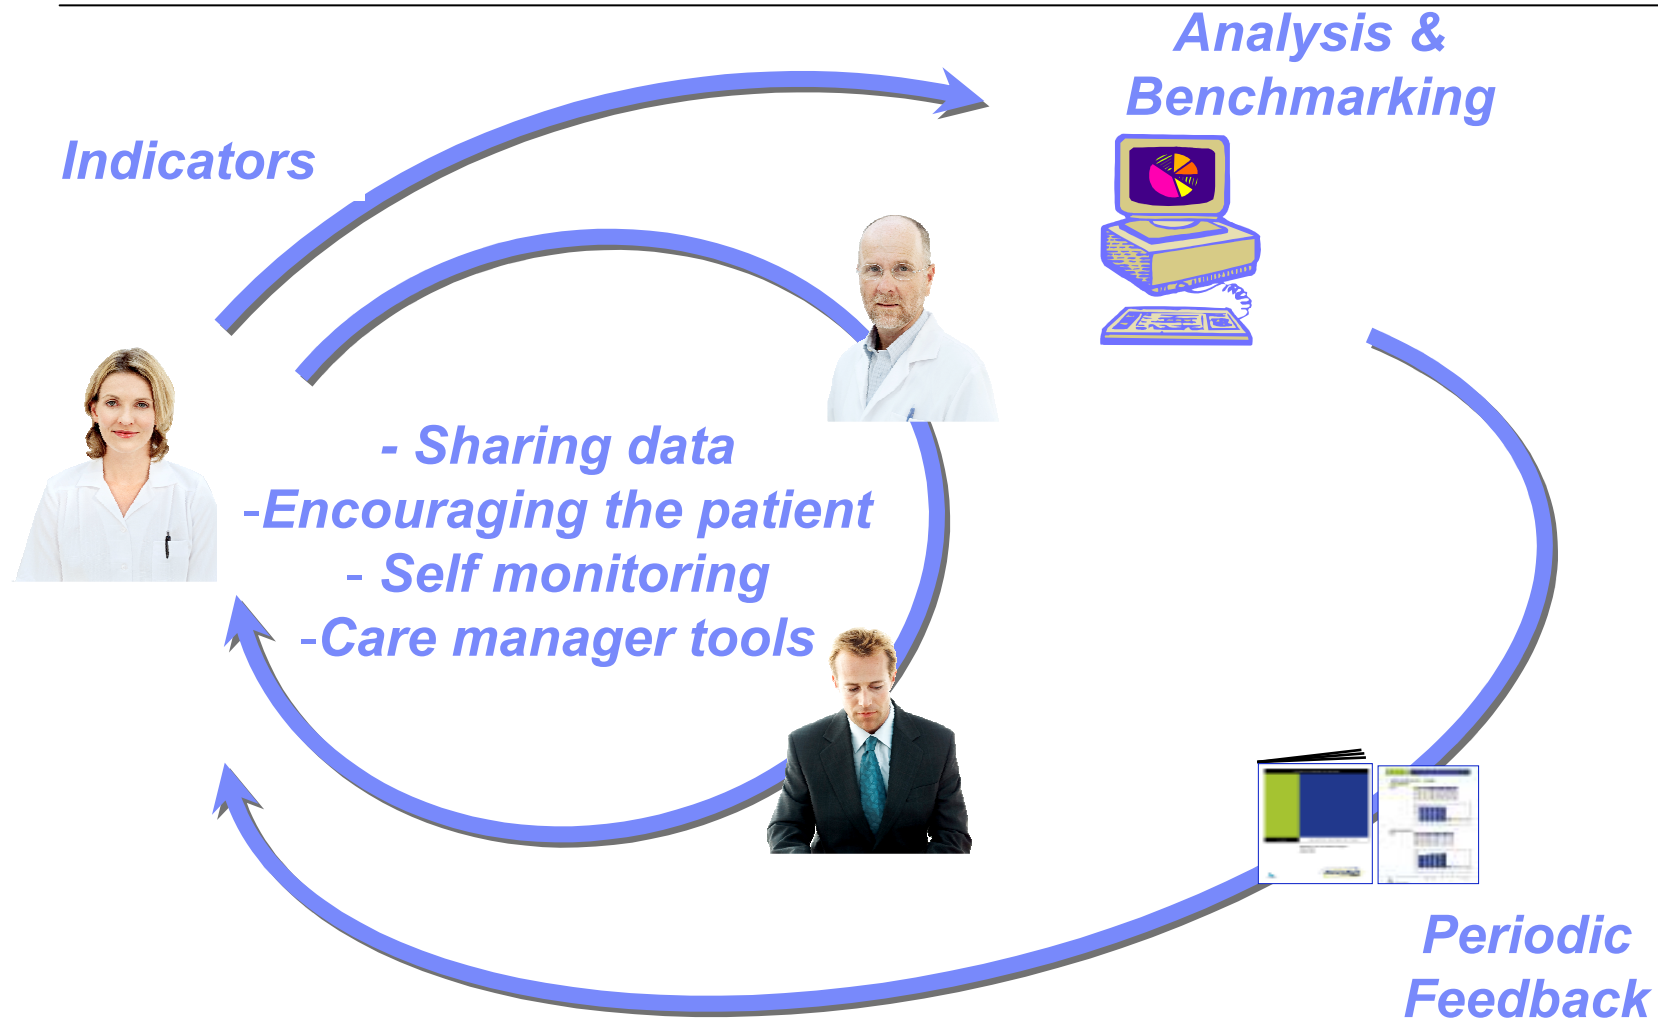 Analysis &
Benchmarking
Indicators
- Sharing data
-Encouraging the patient
- Self monitoring
-Care manager tools
Periodic
Feedback